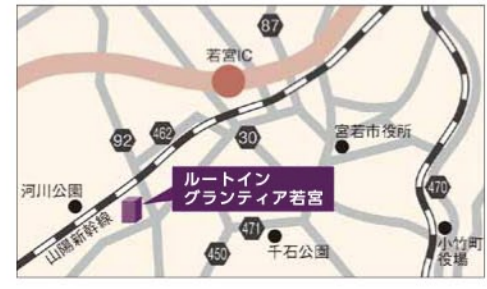 87
若宮IC
92
462
30
宮若市役所
ルートイン
グランティア若宮
河川公園
470
山陽新幹線
471
千石公園
450
小竹町
役場